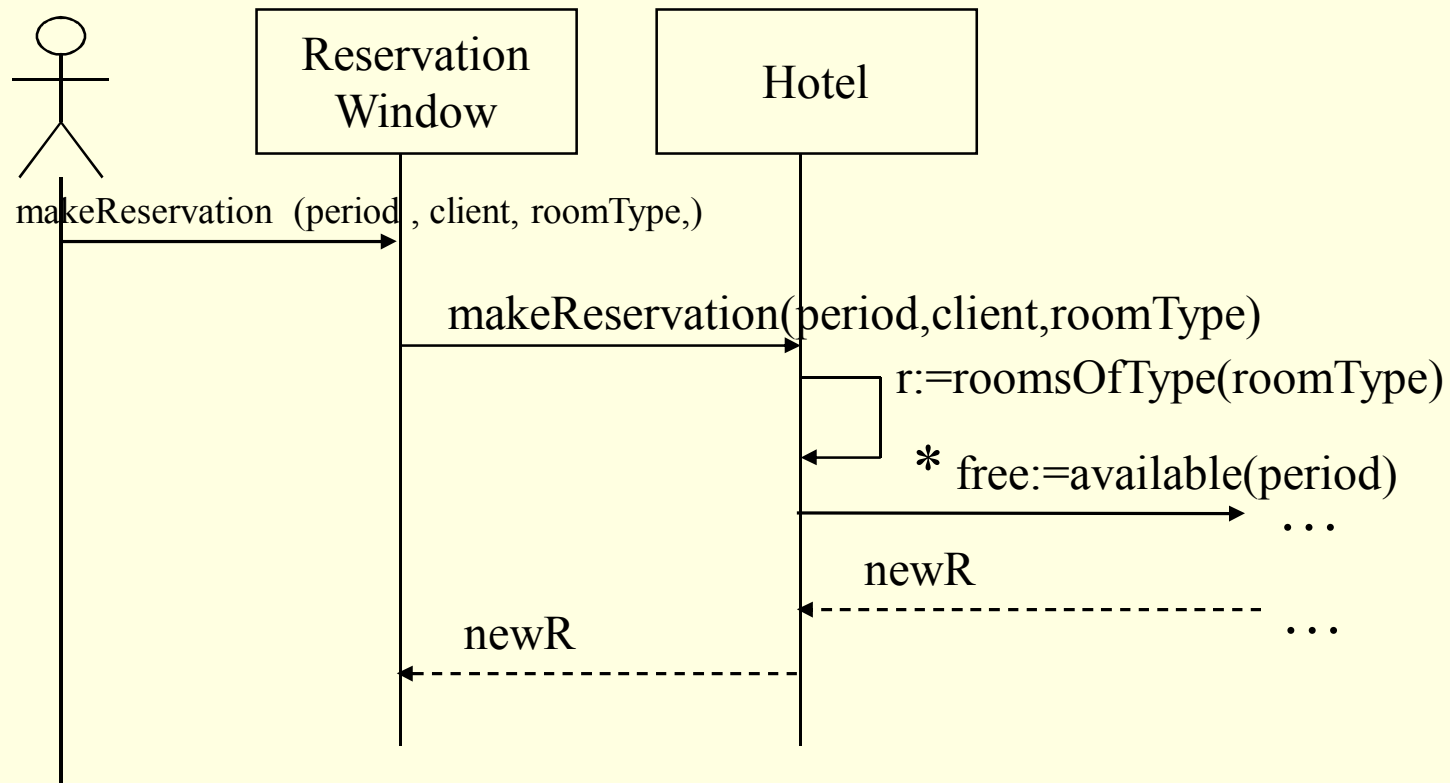 Reservation
Window
Hotel
makeReservation (period , client, roomType,)
makeReservation(period,client,roomType)
r:=roomsOfType(roomType)
* free:=available(period)
...
newR
...
newR